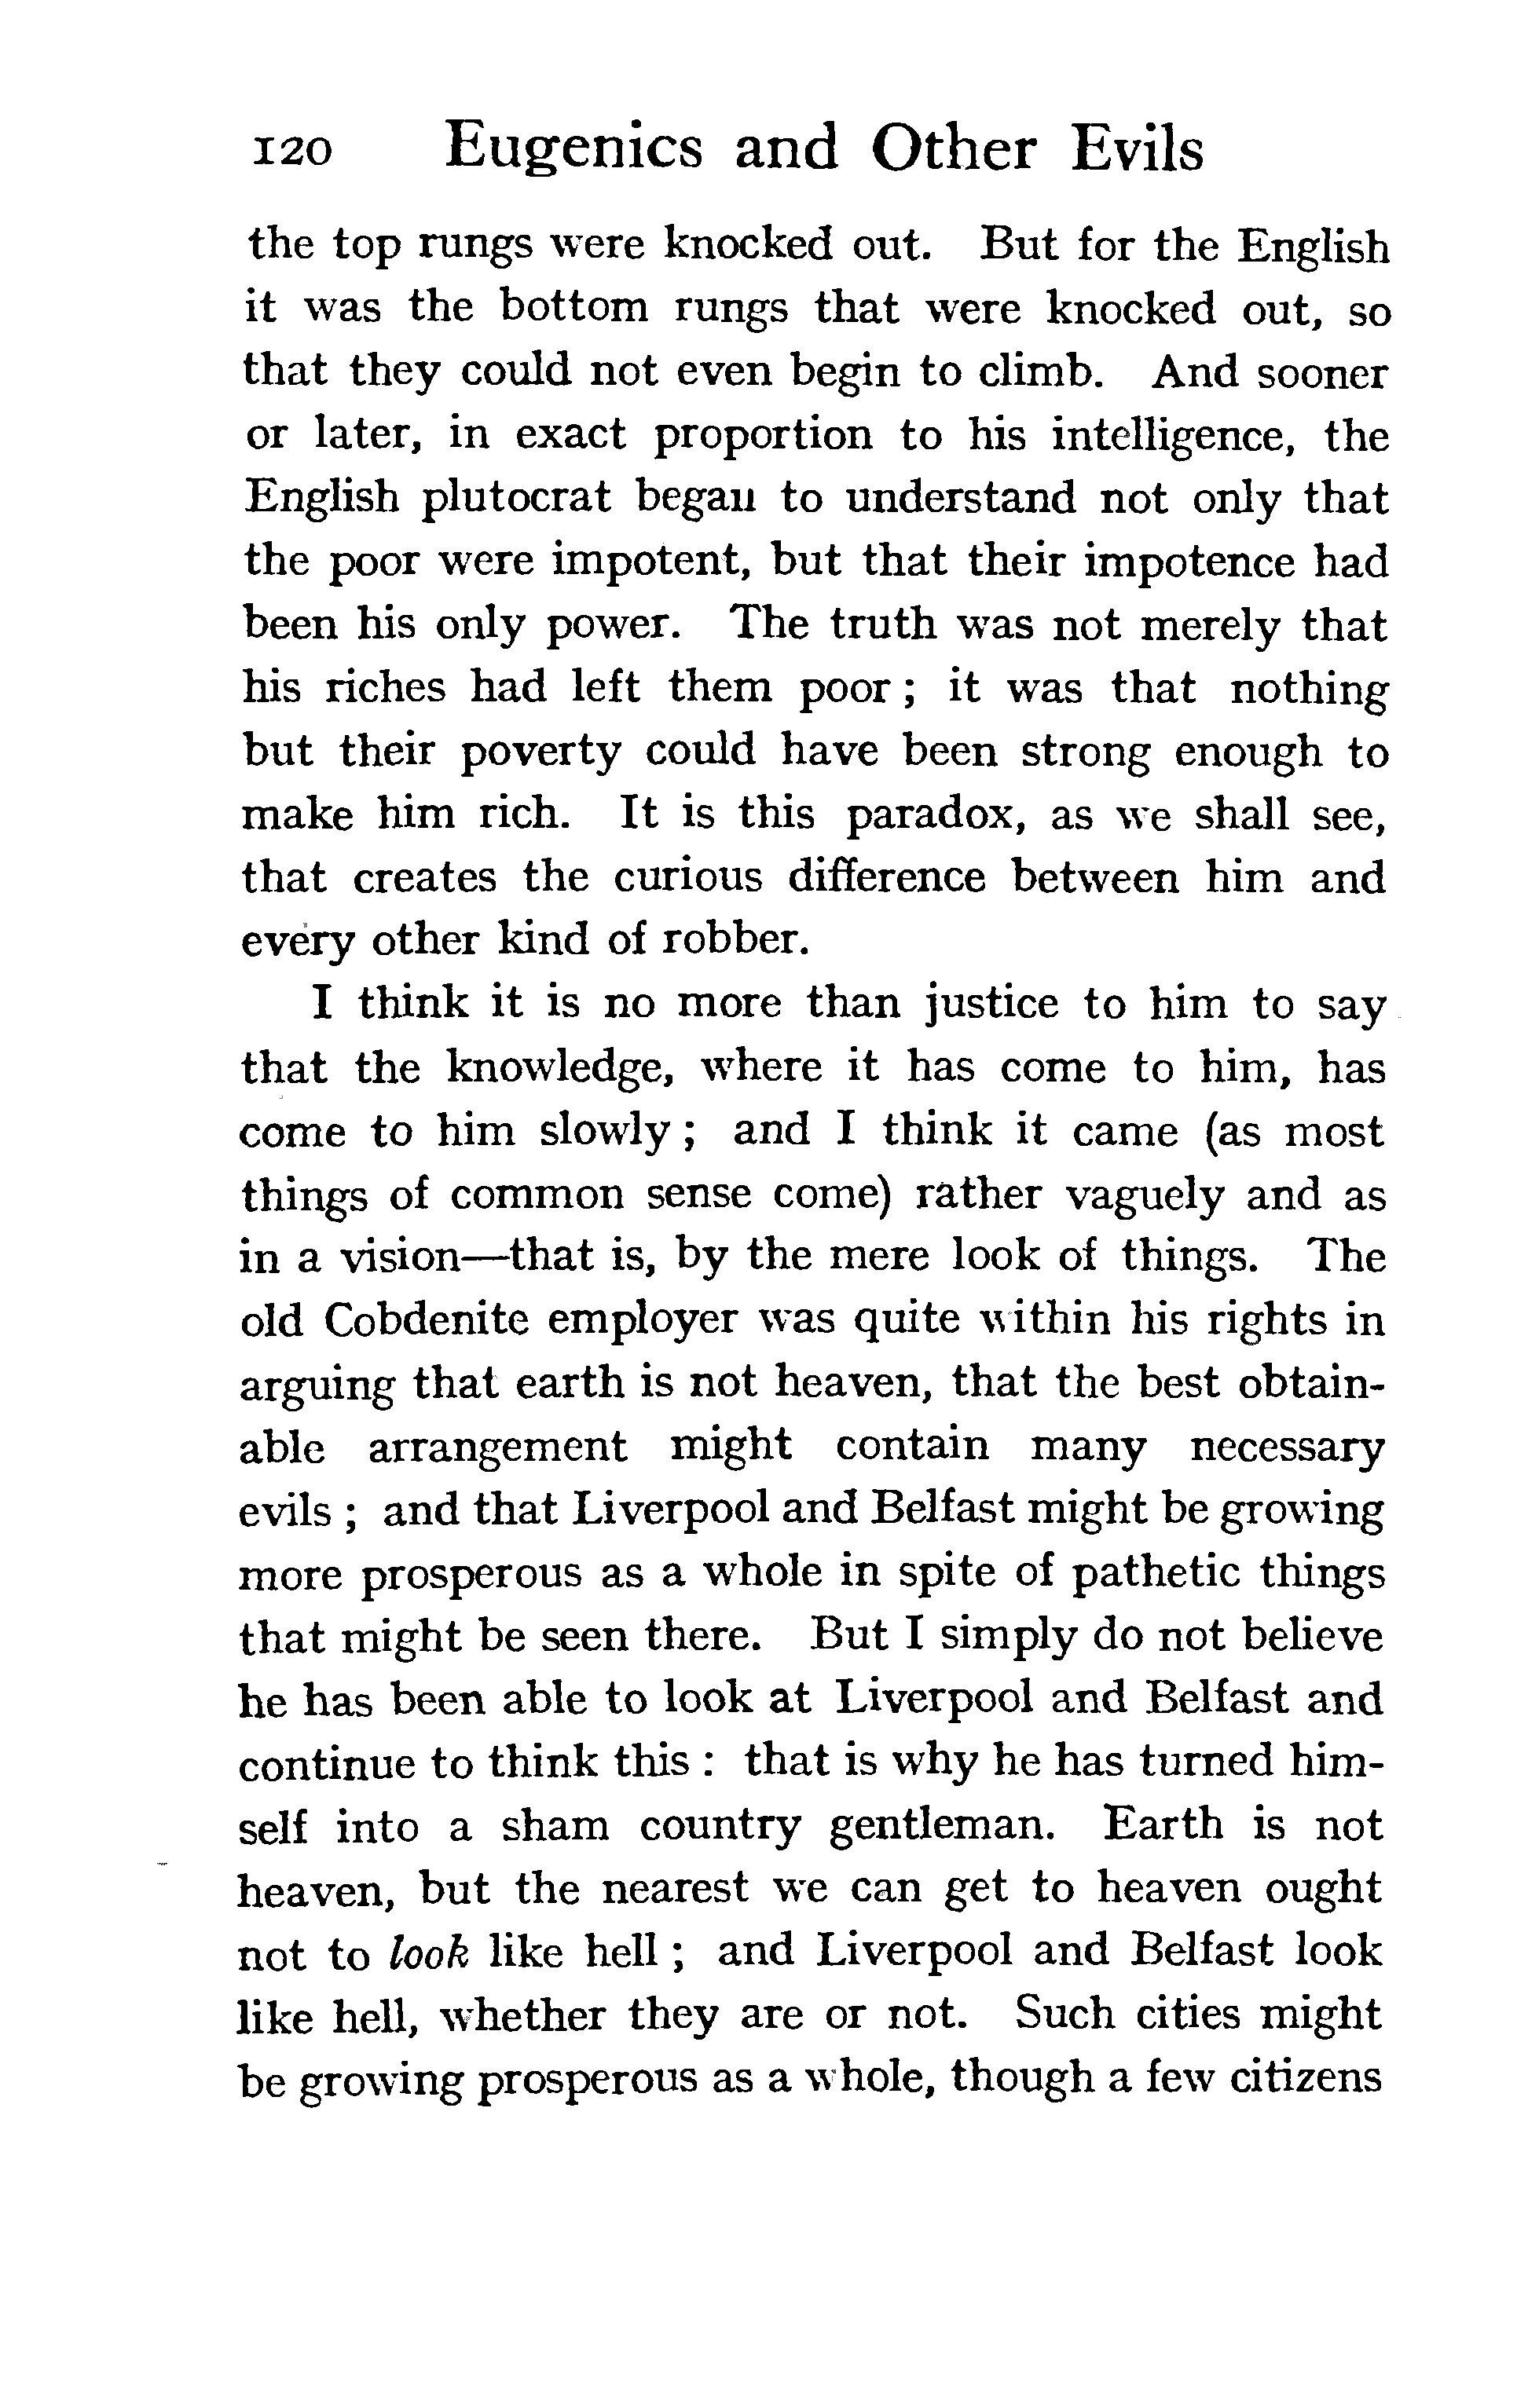 120 Eugenics and Other Evils
the top rungs were knocked out. But for the English
it was the bottom rungs that were knocked out, so
that they could not even begin to climb. And sooner
or later, in exact proportion to his intelligence, the
English plutocrat began to understand not only that
the poor were impotent, but that their impotence had
been his only power. The truth was not merely that
his riches had left them poor ; it was that nothing
but their poverty could have been strong enough to
make him rich. It is this paradox, as we shall see,
that creates the curious difference between him and
every other kind of robber.
I think it is no more than justice to him to say
that the knowledge, where it has come to him, has
come to him slowly ; and I think it came (as most
things of common sense come) rather vaguely and as
in a vision—that is, by the mere look of things. The
old Cobdenite employer was quite within his rights in
arguing that earth is not heaven, that the best obtain-
able arrangement might contain many necessary
evils ; and that Liverpool and Belfast might be growing
more prosperous as a whole in spite of pathetic things
that might be seen there. But I simply do not believe
he has been able to look at Liverpool and Belfast and
continue to think this : that is why he has turned him-
self into a sham country gentleman. Earth is not
heaven, but the nearest we can get to heaven ought
not to look like hell ; and Liverpool and Belfast look
like hell, whether they are or not. Such cities might
be growing prosperous as a whole, though a few citizens